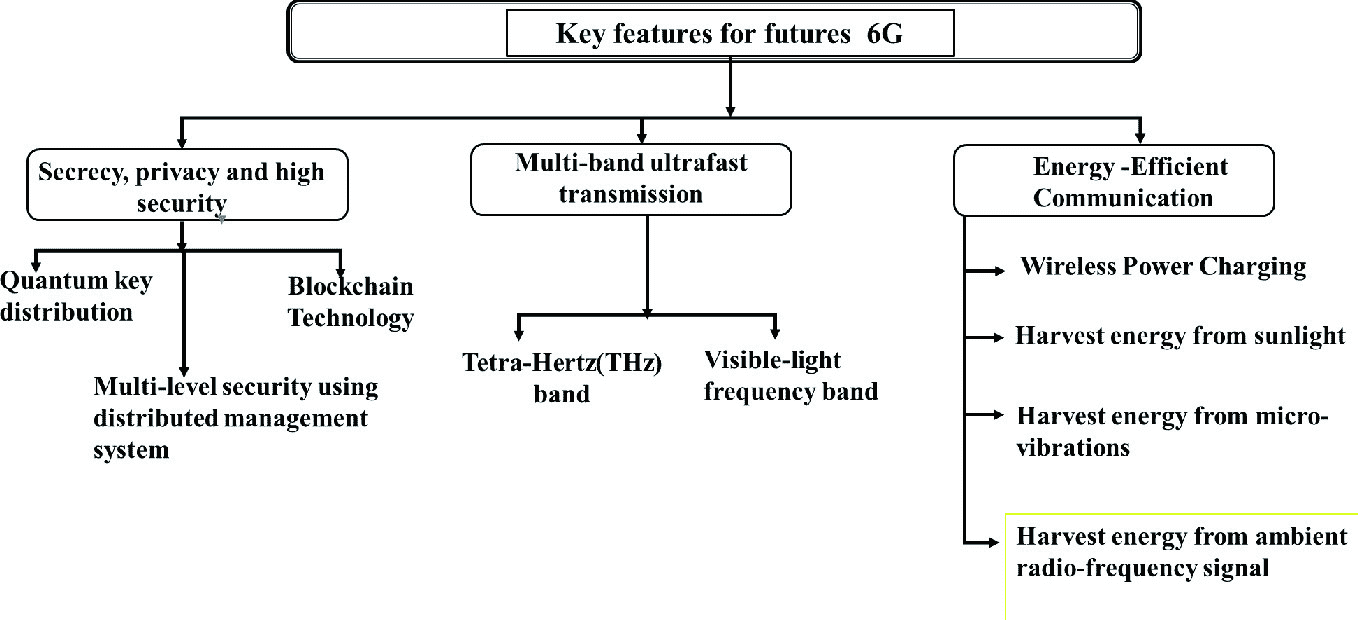 Key features for futures 6G
Secrecy, privacy and high
security
Multi-band ultrafast
transmission
Energy -Efficient
Communication
Quantum key
distribution
Blockchain
Technology
Multi-level security using
distributed management
system
Tetra-Hertz(THz)
band
Visible-light
frequency band
Wireless Power Charging
Harvest energy from sunlight
Harvest energy from micro-
vibrations
Harvest energy from ambient
radio-frequency signal